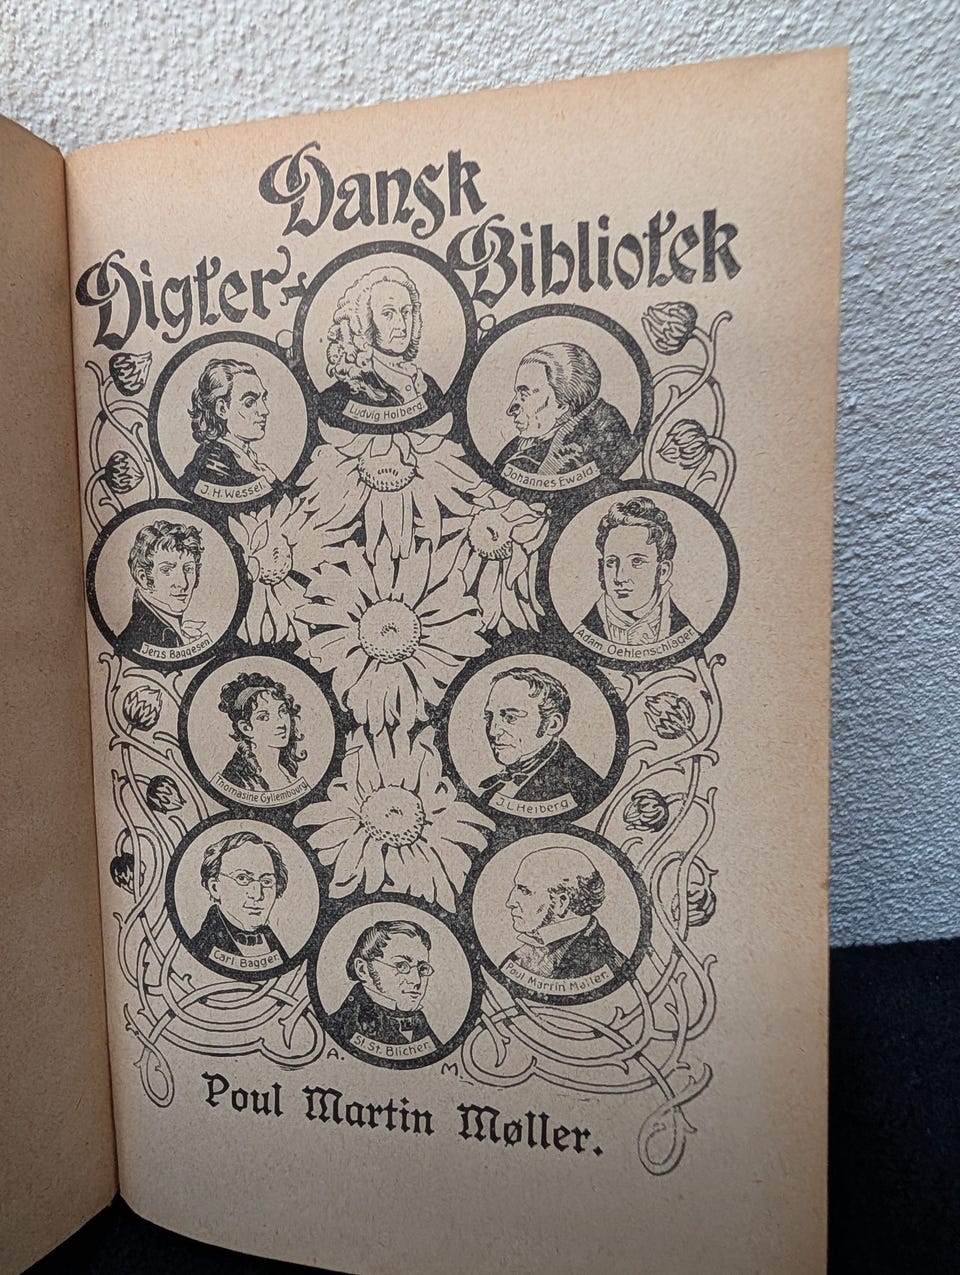 Dansk
Digter-Bibliotek
Ludvig Holberg.
J. H. Wessel.
Johannes Ewald.
Jens Baggesen
Adam Oehlenschläger
Thomasine Gyllembourg
J. L. Heiberg.
Carl Bagger.
Poul Martin Møller.
St. St. Blicher.
A. M.
Poul Martin Møller.